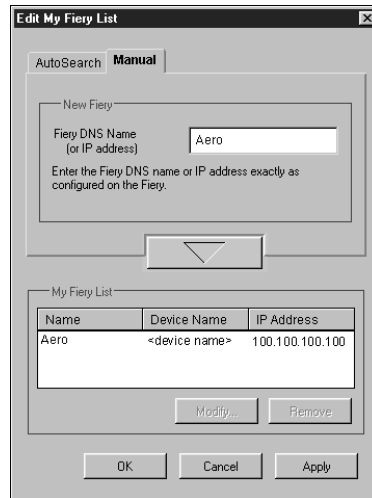 Edit My Fiery List
AutoSearch Manual
New Fiery
Fiery DNS Name
(or IP address)
Aero
Enter the Fiery DNS name or IP address exactly as
configured on the Fiery.
My Fiery List
Name Device Name IP Address
Aero <device name> 100.100.100.100
Modify... Remove
OK Cancel Apply